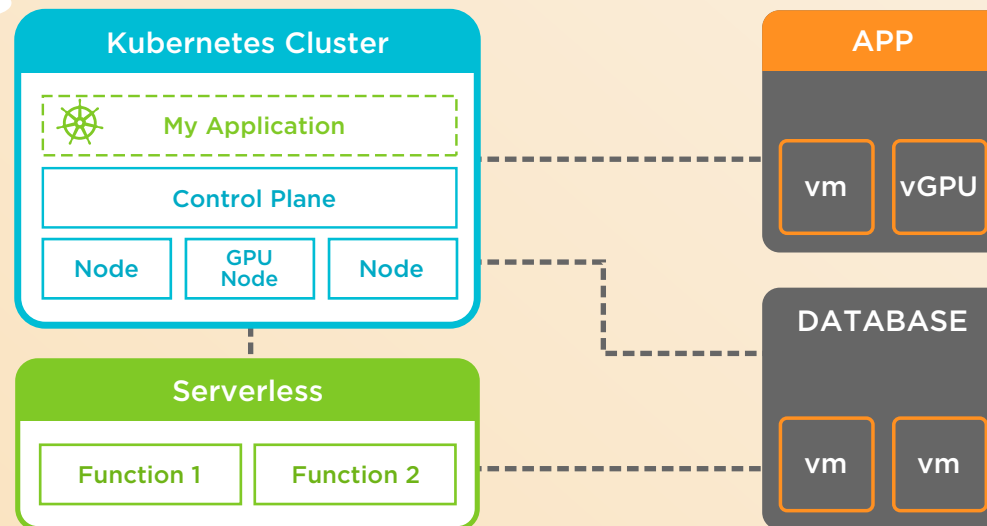 Kubernetes Cluster
My Application
Control Plane
Node
GPU
Node
Node
Serverless
Function 1
Function 2
APP
vm
vGPU
DATABASE
vm
vm